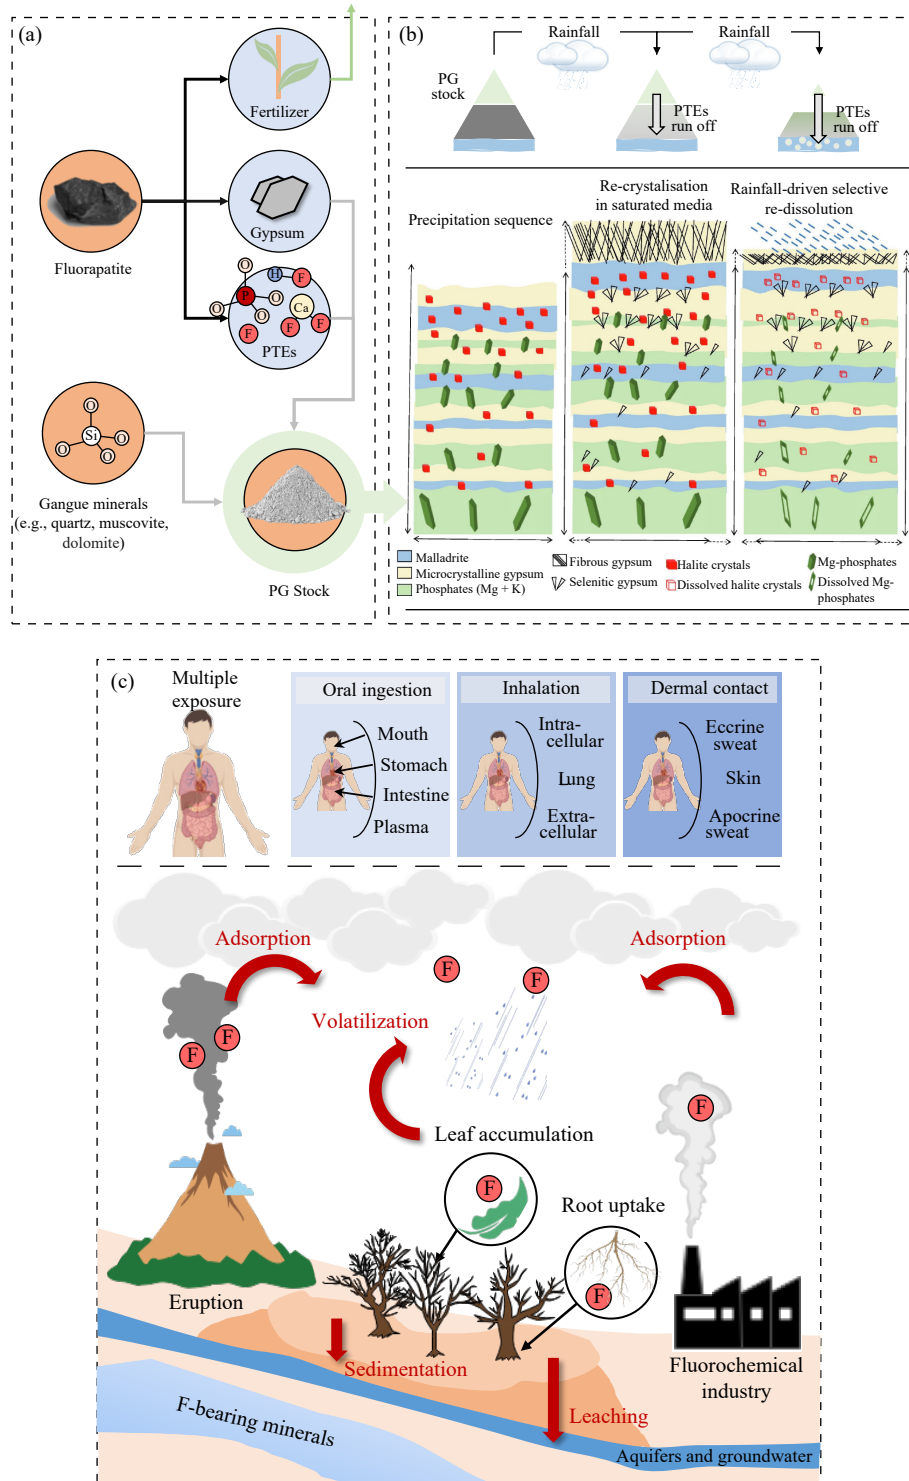 (a)
Fertilizer
Fluorapatite
Gypsum
O
H
F
P
O
Ca
O
O
F
F
F
PTEs
O
Si
O
O
O
Gangue minerals
(e.g., quartz, muscovite,
dolomite)
PG Stock
(b)
Rainfall
Rainfall
PG
stock
PTEs
run off
PTEs
run off
Precipitation sequence
Re-crystalisation
in saturated media
Rainfall-driven selective
re-dissolution
Malladrite
Microcrystalline gypsum
Phosphates (Mg + K)
Fibrous gypsum
Selenitic gypsum
Halite crystals
Dissolved halite crystals
Mg-phosphates
Dissolved Mg-
phosphates
(c)
Multiple
exposure
Oral ingestion
Mouth
Stomach
Intestine
Plasma
Inhalation
Intra-
cellular
Lung
Extra-
cellular
Dermal contact
Eccrine
sweat
Skin
Apocrine
sweat
Adsorption
Adsorption
F
F
Volatilization
F
F
F
Leaf accumulation
F
Root uptake
F
Eruption
Sedimentation
Fluorochemical
industry
Leaching
F-bearing minerals
Aquifers and groundwater